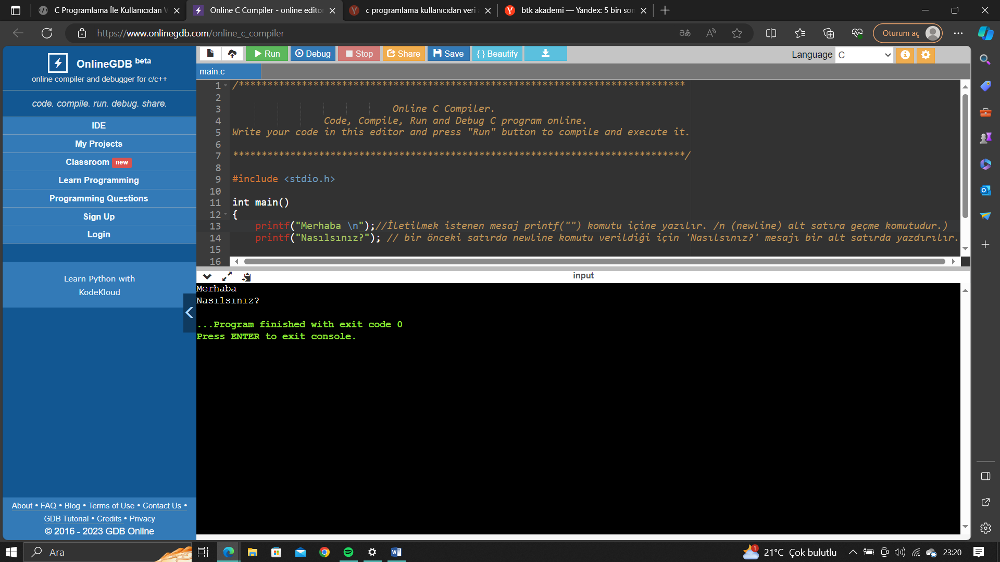 C Programlama İle Kullanıcıdan V
Online C Compiler - online editor
c programlama kullanıcıdan veri
btk akademi — Yandex: 5 bin son
https://www.onlinegdb.com/online_c_compiler
Oturum aç
OnlineGDB beta
online compiler and debugger for c/c++
code. compile. run. debug. share.
IDE
My Projects
Classroom new
Learn Programming
Programming Questions
Sign Up
Login
Learn Python with
KodeKloud
About • FAQ • Blog • Terms of Use • Contact Us •
GDB Tutorial • Credits • Privacy
© 2016 - 2023 GDB Online
Run Debug Stop Share Save { } Beautify
Language C
main.c
1 /******************************************************************************
2
3 Online C Compiler.
4 Code, Compile, Run and Debug C program online.
5 Write your code in this editor and press "Run" button to compile and execute it.
6
7 *******************************************************************************/
8
9 #include <stdio.h>
10
11 int main()
12 {
13 printf("Merhaba \n");//İletilmek istenen mesaj printf("") komutu içine yazılır. /n (newline) alt satıra geçme komutudur.)
14 printf("Nasılsınız?"); // bir önceki satırda newline komutu verildiği için 'Nasılsınız?' mesajı bir alt satırda yazdırılır.
15
16
input
Merhaba
Nasılsınız?
...Program finished with exit code 0
Press ENTER to exit console.
Ara
1
21°C Çok bulutlu
23:20